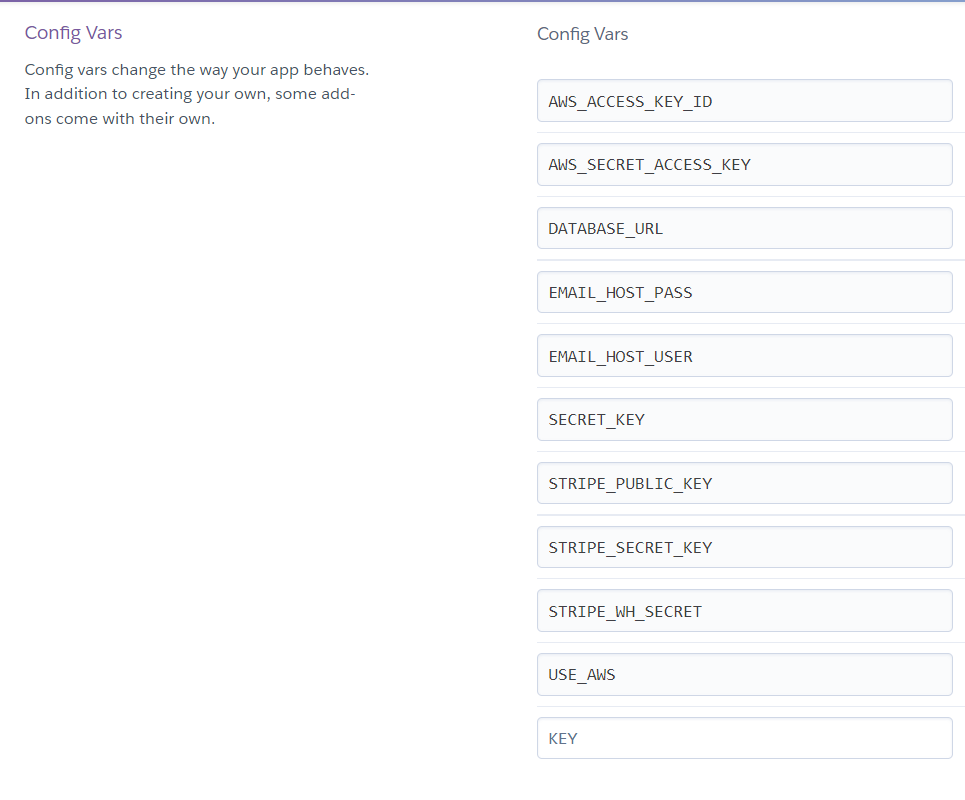 Config Vars
Config vars change the way your app behaves.
In addition to creating your own, some add-
ons come with their own.
Config Vars
AWS_ACCESS_KEY_ID
AWS_SECRET_ACCESS_KEY
DATABASE_URL
EMAIL_HOST_PASS
EMAIL_HOST_USER
SECRET_KEY
STRIPE_PUBLIC_KEY
STRIPE_SECRET_KEY
STRIPE_WH_SECRET
USE_AWS
KEY